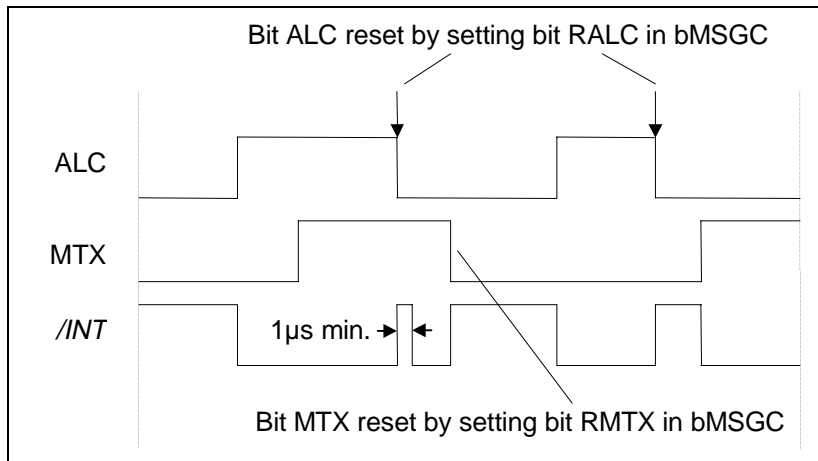 Bit ALC reset by setting bit RALC in bMSGC
ALC
MTX
/INT
1µs min.
Bit MTX reset by setting bit RMTX in bMSGC